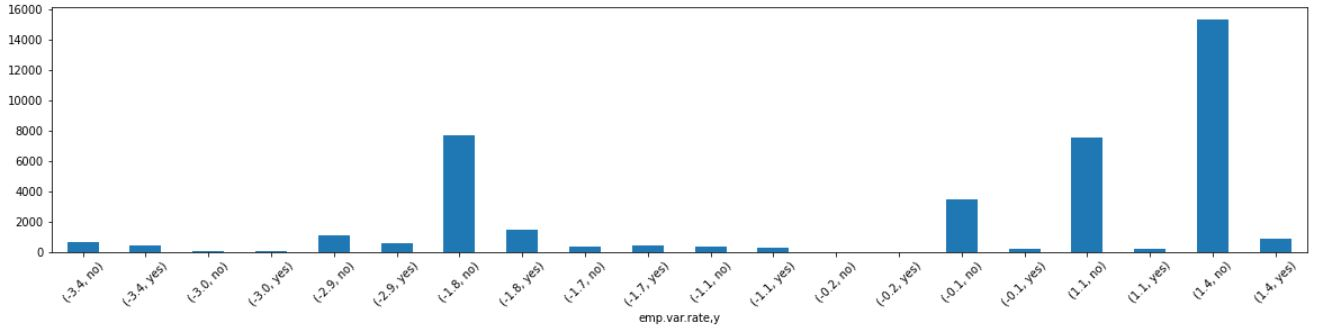 16000
14000
12000
10000
8000
6000
4000
2000
0
(-3.4, no)
(-3.4, yes)
(-3.0, no)
(-3.0, yes)
(-2.9, no)
(-2.9, yes)
(-1.8, no)
(-1.8, yes)
(-1.7, no)
(-1.7, yes)
(-1.1, no)
(-1.1, yes)
(-0.2, no)
(-0.2, yes)
(-0.1, no)
(-0.1, yes)
(1.1, no)
(1.1, yes)
(1.4, no)
(1.4, yes)
emp.var.rate,y